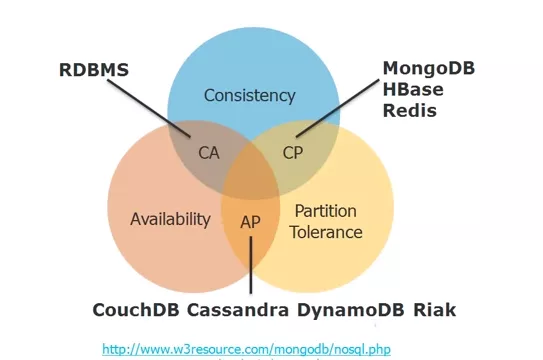 RDBMS
MongoDB
HBase
Redis
Consistency
CA
CP
Availability
AP
Partition
Tolerance
CouchDB Cassandra DynamoDB Riak
http://www.w3resource.com/mongodb/nosql.php